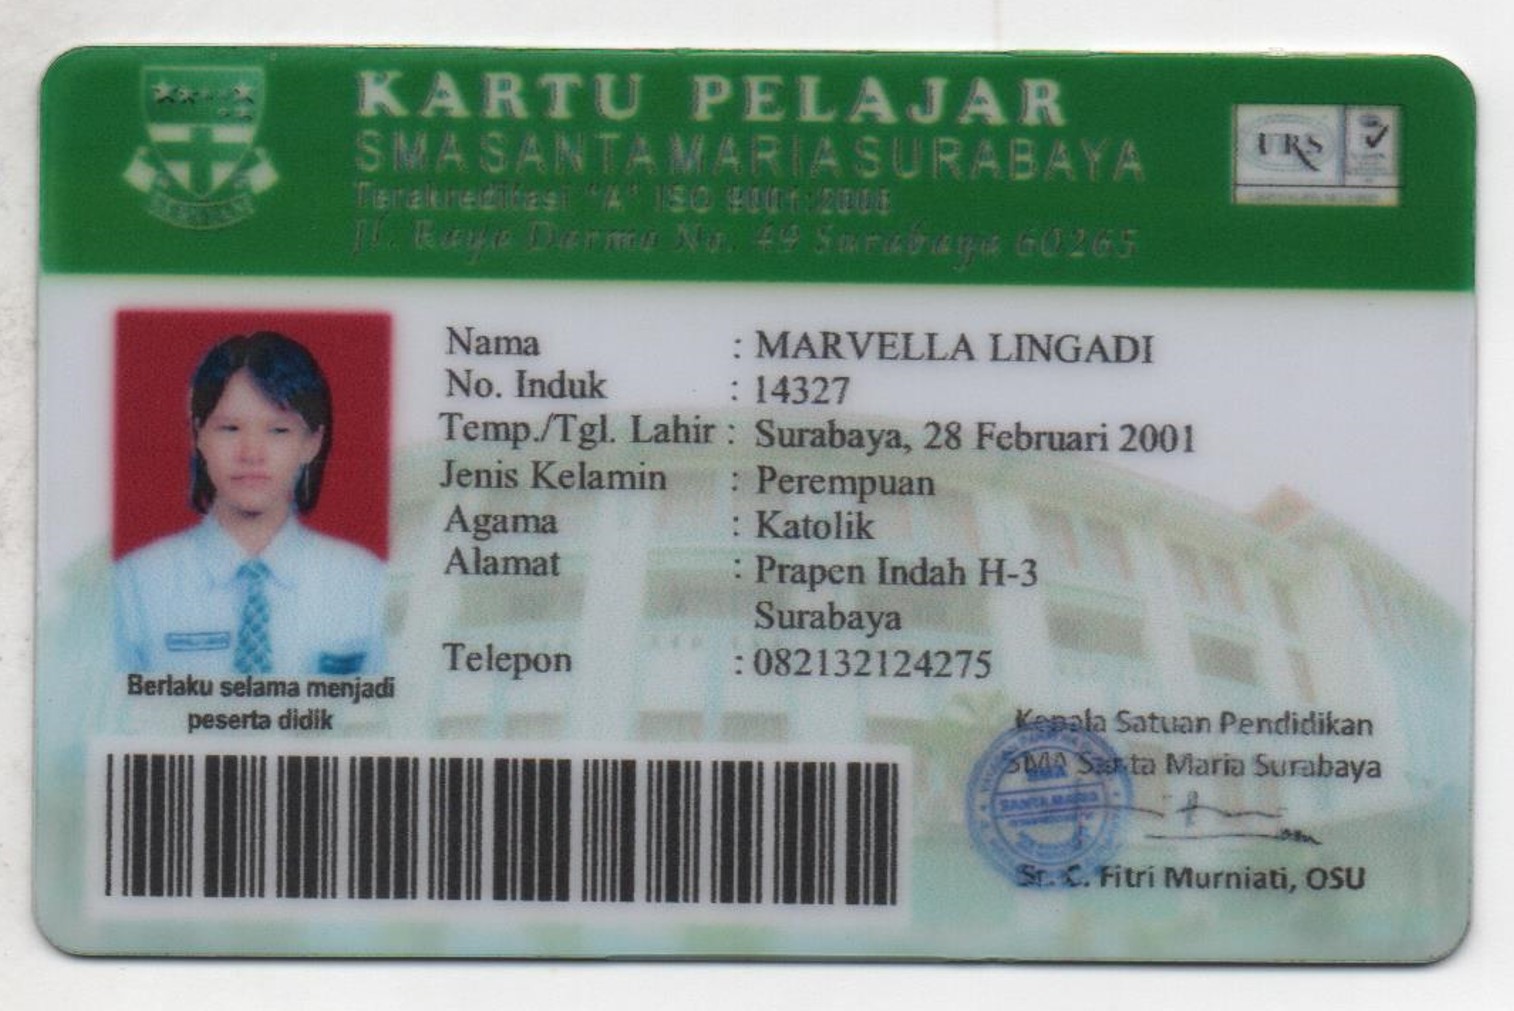 KARTU PELAJAR
SMA SANTA MARIA SURABAYA
Terakreditasi "A" ISO 9001:2008
Jl. Raya Darmo No. 49 Surabaya 60265
URS
Nama : MARVELLA LINGADI
No. Induk : 14327
Temp./Tgl. Lahir : Surabaya, 28 Februari 2001
Jenis Kelamin : Perempuan
Agama : Katolik
Alamat : Prapen Indah H-3
Surabaya
Telepon : 082132124275
Berlaku selama menjadi
peserta didik
Kepala Satuan Pendidikan
SMA Santa Maria Surabaya
SMA
SANTA MARIA
Sr. C. Fitri Murniati, OSU